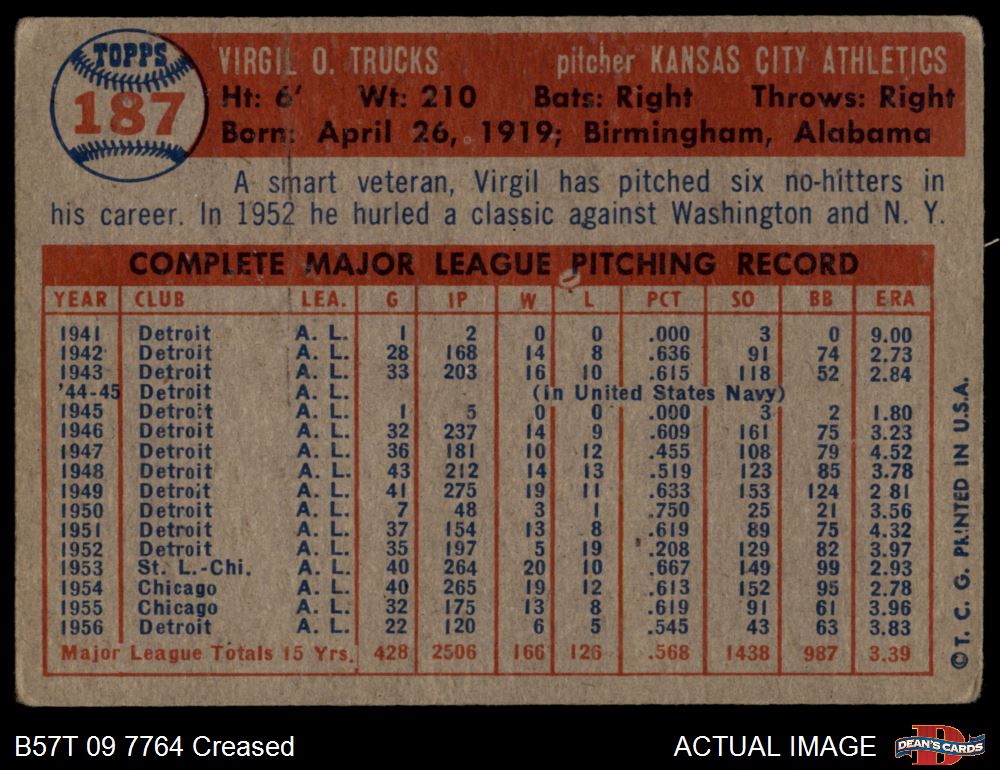 TOPPS
187
VIRGIL O. TRUCKS pitcher KANSAS CITY ATHLETICS
Ht: 6' Wt: 210 Bats: Right Throws: Right
Born: April 26, 1919; Birmingham, Alabama
A smart veteran, Virgil has pitched six no-hitters in
his career. In 1952 he hurled a classic against Washington and N. Y.
COMPLETE MAJOR LEAGUE PITCHING RECORD
YEAR CLUB LEA. G IP W L PCT SO BB ERA
1941 Detroit A. L. 1 2 0 0 .000 3 0 9.00
1942 Detroit A. L. 28 168 14 8 .636 91 74 2.73
1943 Detroit A. L. 33 203 16 10 .615 118 52 2.84
'44-45 Detroit A. L. (In United States Navy)
1945 Detroit A. L. 1 5 0 0 .000 3 2 1.80
1946 Detroit A. L. 32 237 14 9 .609 161 75 3.23
1947 Detroit A. L. 36 181 10 12 .455 108 79 4.52
1948 Detroit A. L. 43 212 14 13 .519 123 85 3.78
1949 Detroit A. L. 41 275 19 11 .633 153 124 2 81
1950 Detroit A. L. 7 48 3 1 .750 25 21 3.56
1951 Detroit A. L. 37 154 13 8 .619 89 75 4.32
1952 Detroit A. L. 35 197 5 19 .208 129 82 3.97
1953 St. L.-Chi. A. L. 40 264 20 10 .667 149 99 2.93
1954 Chicago A. L. 40 265 19 12 .613 152 95 2.78
1955 Chicago A. L. 32 175 13 8 .619 91 61 3.96
1956 Detroit A. L. 22 120 6 5 .545 43 63 3.83
Major League Totals 15 Yrs. 428 2506 166 126 .568 1438 987 3.39
© T. C. G. PRINTED IN U.S.A.
B57T 09 7764 Creased
ACTUAL IMAGE
DEAN'S CARDS